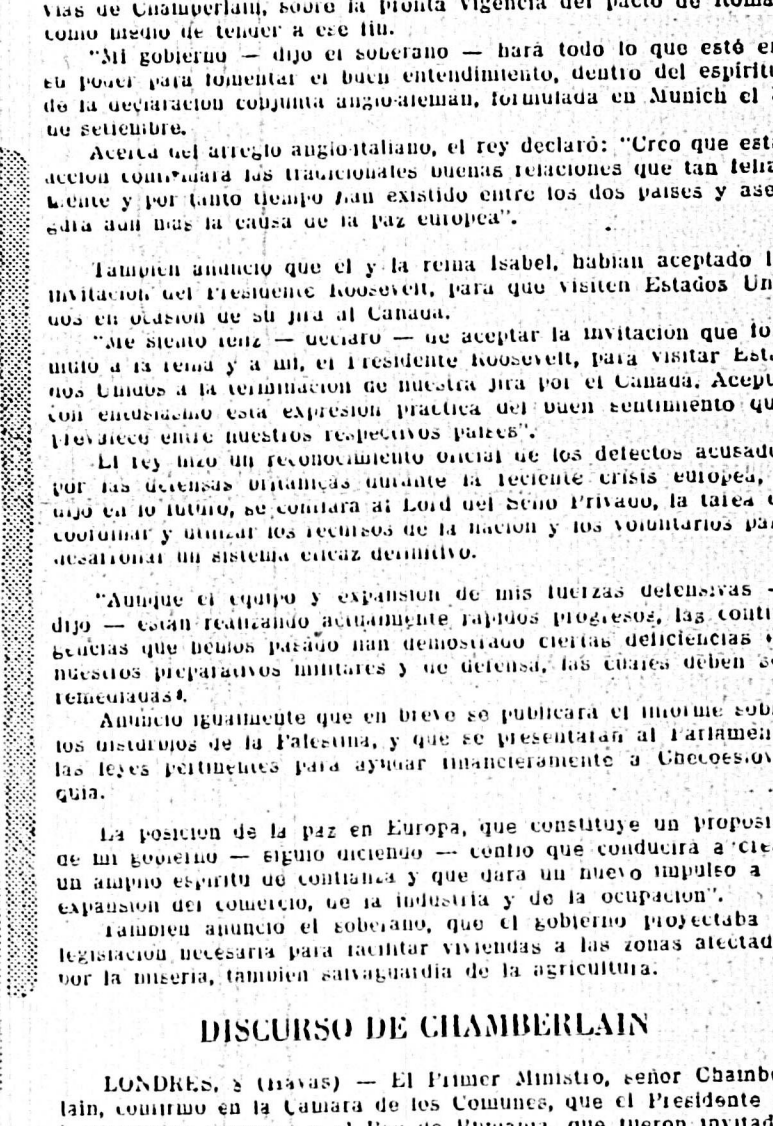 vías de Chamberlain, sobre la pronta vigencia del pacto de Roma
como medio de tender a ese fin.
"Mi gobierno — dijo el soberano — hará todo lo que esté en
su poder para fomentar el buen entendimiento, dentro del espíritu
de la declaración conjunta anglo-alemán, formulada en Munich el
de setiembre.
Acerca del arreglo anglo-italiano, el rey declaró: "Creo que esta
acción confirmará las tradicionales buenas relaciones que tan feliz
mente y por tanto tiempo han existido entre los dos países y ase
gura aún más la causa de la paz europea".
También anunció que él y la reina Isabel, habían aceptado l
invitación del Presidente Roosevelt, para que visiten Estados Uni
dos en ocasión de su jira al Canadá.
"Me siento feliz — declaró — de aceptar la invitación que fo
muló a la reina y a mí, el Presidente Roosevelt, para visitar Esta
dos Unidos a la terminación de nuestra jira por el Canadá. Acept
con entusiasmo esta expresión práctica del buen sentimiento qu
prevalece entre nuestros respectivos países".
El rey hizo un reconocimiento oficial de los defectos acusado
por las defensas británicas durante la reciente crisis europea,
dijo en lo futuro, se confiará al Lord del Sello Privado, la tarea d
coordinar y utilizar los recursos de la nación y los voluntarios par
desarrollar un sistema eficaz definitivo.
"Aunque el equipo y expansión de mis fuerzas defensivas —
dijo — están realizando actualmente rápidos progresos, las conti
gencias que hemos pasado han demostrado ciertas deficiencias e
nuestros preparativos militares y de defensa, las cuales deben se
remediadas".
Anunció igualmente que en breve se publicará el informe sobr
los disturbios de la Palestina, y que se presentarán al Parlament
las leyes pertinentes para ayudar financieramente a Checoeslov
quia.
La posición de la paz en Europa, que constituye un propósi
de mi gobierno — siguió diciendo — confío que conducirá a cre
un amplio espíritu de confianza y que dará un nuevo impulso a
expansión del comercio, de la industria y de la ocupación".
También anunció el soberano, que el gobierno proyectaba
legislación necesaria para facilitar viviendas a las zonas afectad
por la miseria, también salvaguardia de la agricultura.
DISCURSO DE CHAMBERLAIN
LONDRES, 8 (Havas) — El Primer Ministro, señor Chambe
lain, confirmó en la Cámara de los Comunes, que el Presidente
que fueron invitad